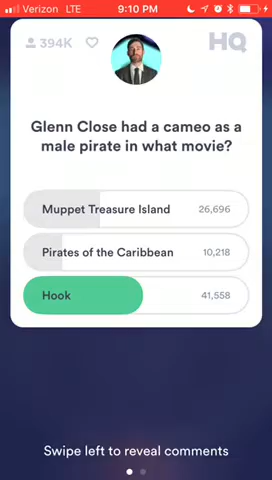 Verizon LTE 9:10 PM
394K HQ
Glenn Close had a cameo as a
male pirate in what movie?
Muppet Treasure Island 26,696
Pirates of the Caribbean 10,218
Hook 41,558
Swipe left to reveal comments